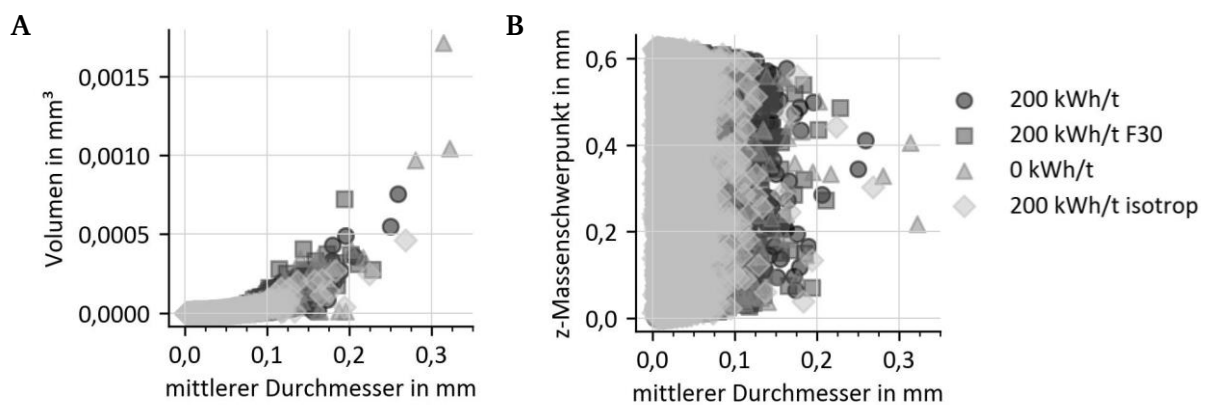 A
Volumen in mm³
0,0015
0,0010
0,0005
0,0000
0,0
0,1
0,2
0,3
mittlerer Durchmesser in mm
B
z-Massenschwerpunkt in mm
0,6
0,4
0,2
0,0
0,0
0,1
0,2
0,3
mittlerer Durchmesser in mm
200 kWh/t
200 kWh/t F30
0 kWh/t
200 kWh/t isotrop